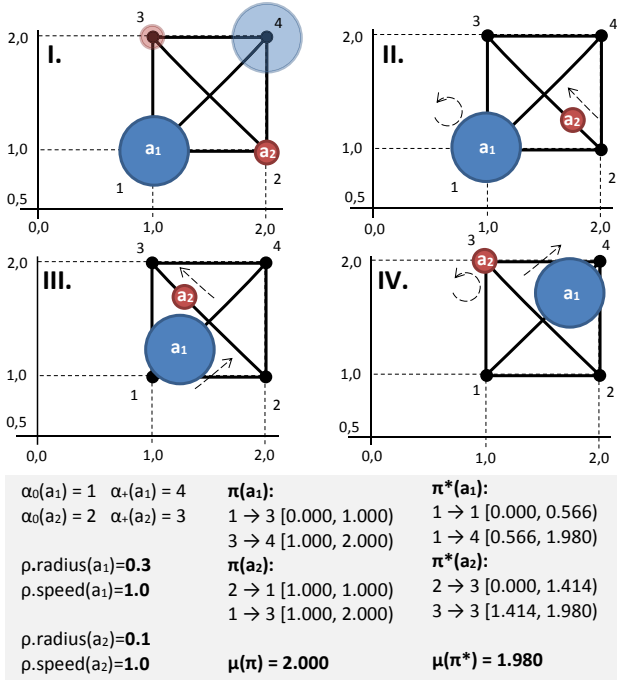 I.
3
4
2,0
1,0
0,5
a₁
a₂
1
2
0,0
1,0
2,0
II.
3
4
2,0
1,0
0,5
a₁
a₂
1
2
0,0
1,0
2,0
III.
3
4
2,0
1,0
0,5
a₂
a₁
1
2
0,0
1,0
2,0
IV.
3
4
2,0
1,0
0,5
a₂
a₁
1
2
0,0
1,0
2,0
α₀(a₁) = 1 α₊(a₁) = 4
α₀(a₂) = 2 α₊(a₂) = 3
ρ.radius(a₁)=0.3
ρ.speed(a₁)=1.0
ρ.radius(a₂)=0.1
ρ.speed(a₂)=1.0
π(a₁):
1 → 3 [0.000, 1.000)
3 → 4 [1.000, 2.000)
π(a₂):
2 → 1 [1.000, 1.000)
1 → 3 [1.000, 2.000)
μ(π) = 2.000
π*(a₁):
1 → 1 [0.000, 0.566)
1 → 4 [0.566, 1.980)
π*(a₂):
2 → 3 [0.000, 1.414)
3 → 3 [1.414, 1.980)
μ(π*) = 1.980